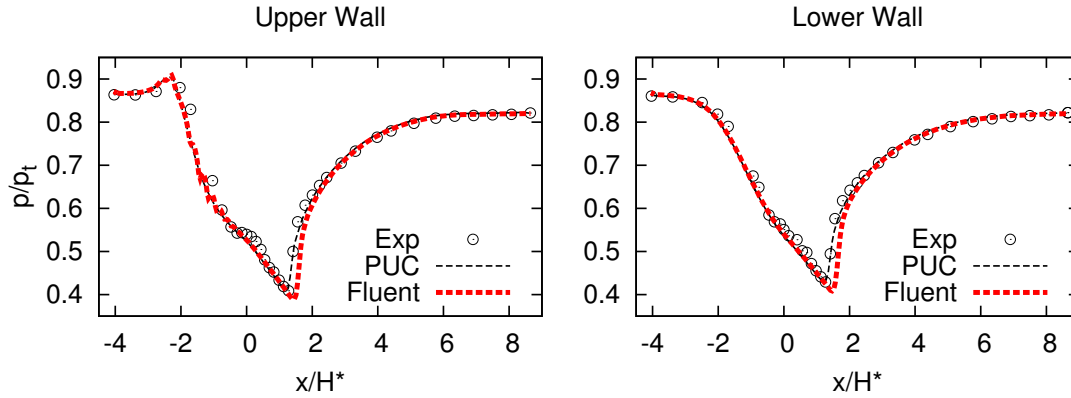 Upper Wall
0.9
0.8
0.7
0.6
0.5
0.4
p/pt
Exp
PUC
Fluent
-4 -2 0 2 4 6 8
x/H*
Lower Wall
0.9
0.8
0.7
0.6
0.5
0.4
Exp
PUC
Fluent
-4 -2 0 2 4 6 8
x/H*